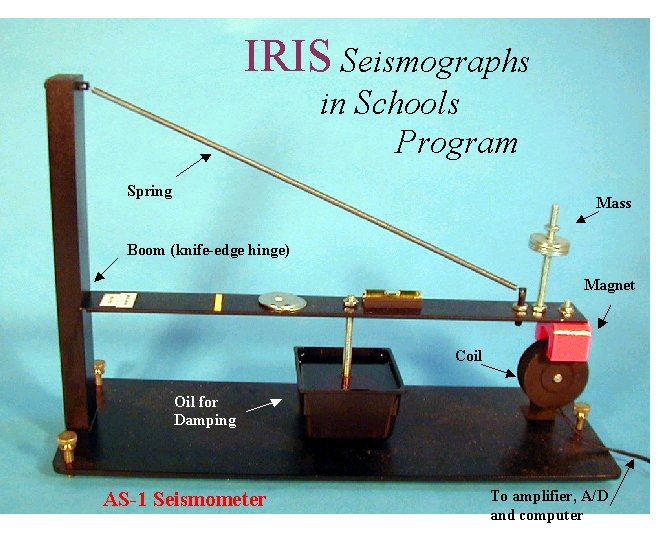 IRIS Seismographs
in Schools
Program
Spring
Mass
Boom (knife-edge hinge)
Magnet
Coil
Oil for
Damping
AS-1 Seismometer
To amplifier, A/D
and computer